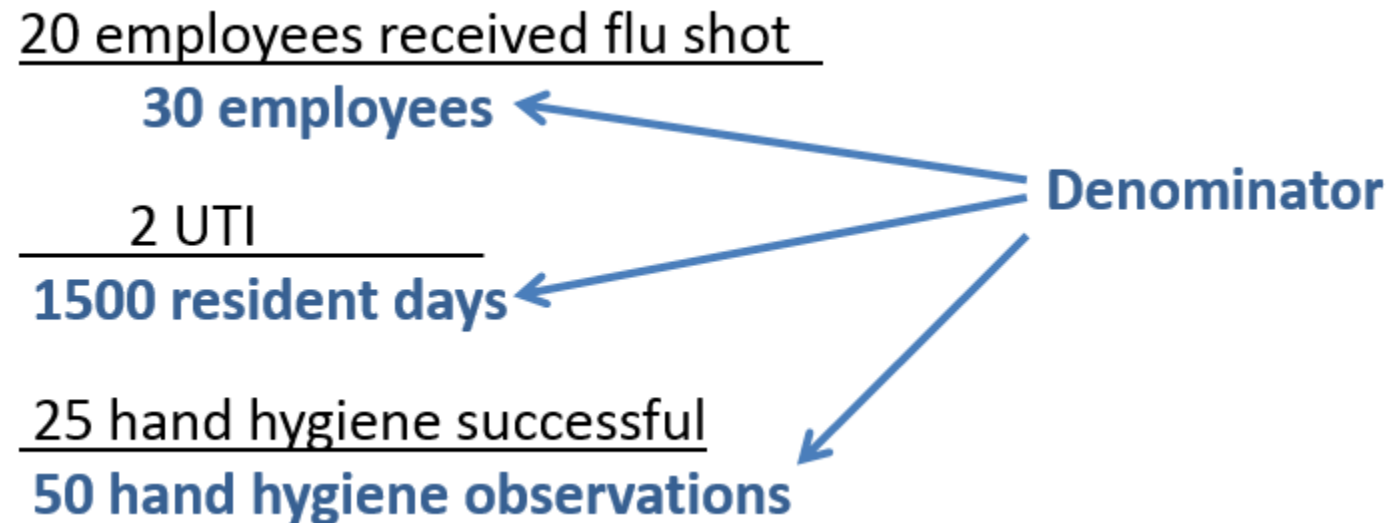 20 employees received flu shot
30 employees
Denominator
2 UTI
1500 resident days
25 hand hygiene successful
50 hand hygiene observations